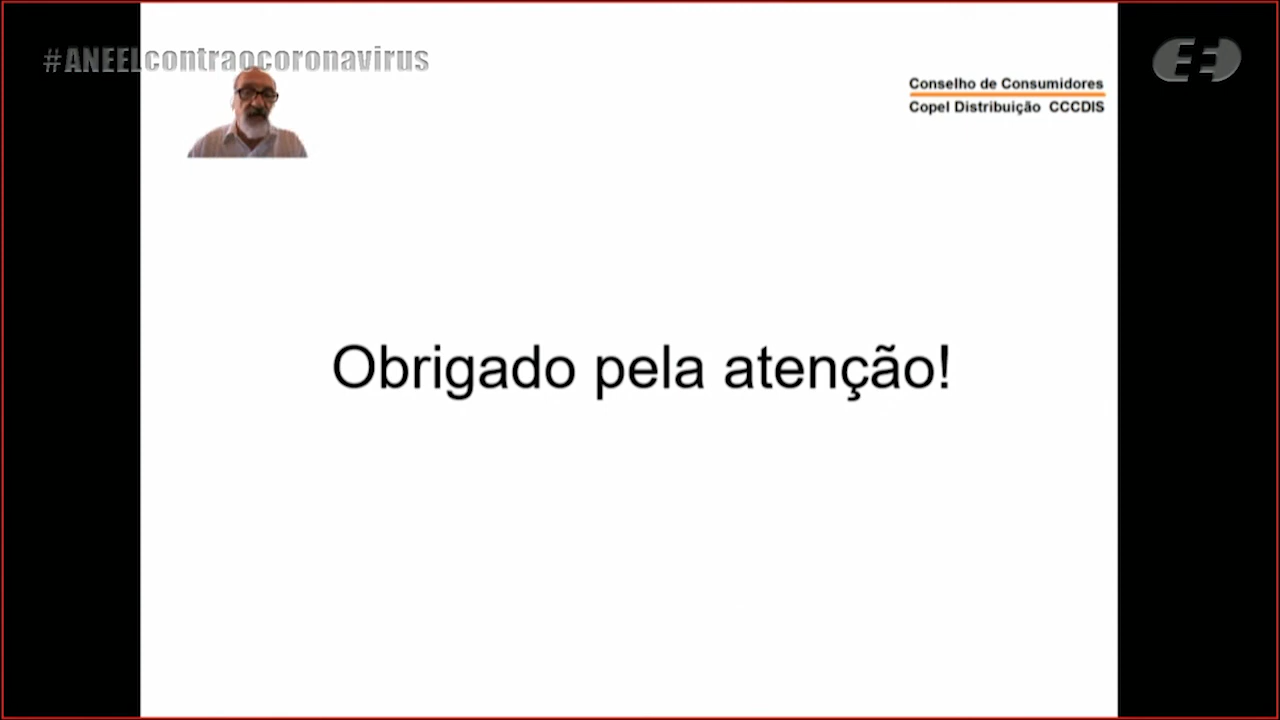 #ANEELcontraocoronavirus
Conselho de Consumidores
Copel Distribuição CCCDIS
Obrigado pela atenção!